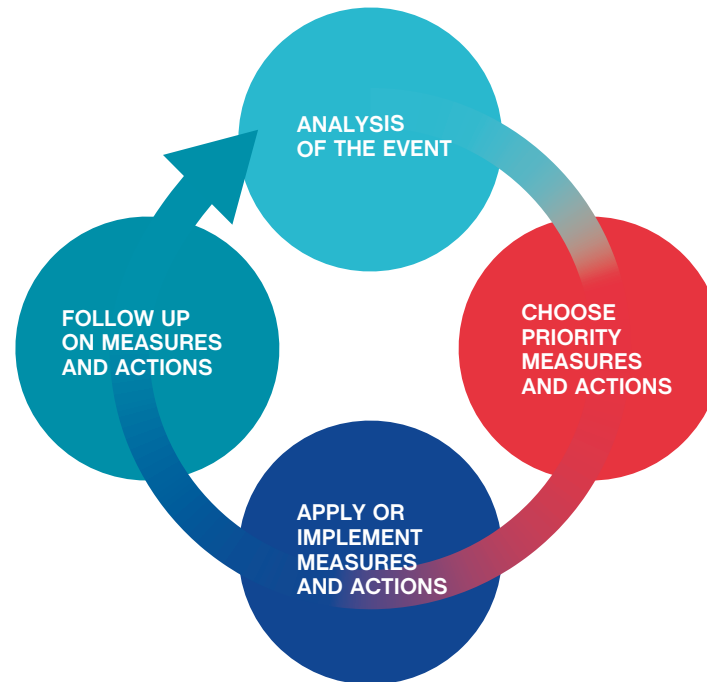 ANALYSIS
OF THE EVENT
CHOOSE
PRIORITY
MEASURES
AND ACTIONS
APPLY OR
IMPLEMENT
MEASURES
AND ACTIONS
FOLLOW UP
ON MEASURES
AND ACTIONS